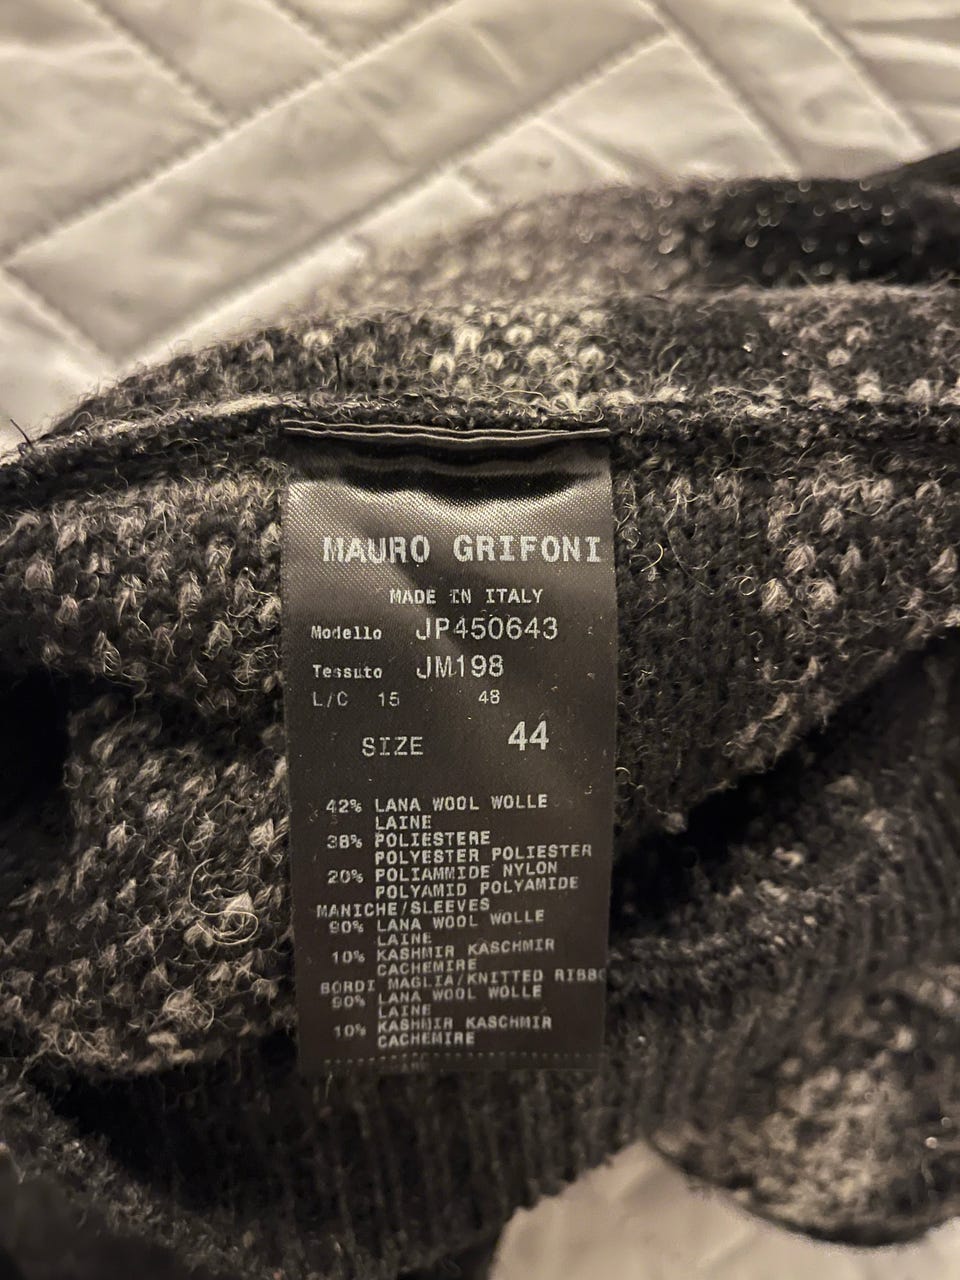 MAURO GRIFONI
MADE IN ITALY
Modello JP450643
Tessuto JM198
L/C 15 48
SIZE 44
42% LANA WOOL WOLLE
LAINE
38% POLIESTERE
POLYESTER POLIESTER
20% POLIAMMIDE NYLON
POLYAMID POLYAMIDE
MANICHE/SLEEVES
90% LANA WOOL WOLLE
LAINE
10% KASHMIR KASCHMIR
CACHEMIRE
BORDI MAGLIA/KNITTED RIBBO
90% LANA WOOL WOLLE
LAINE
10% KASHMIR KASCHMIR
CACHEMIRE